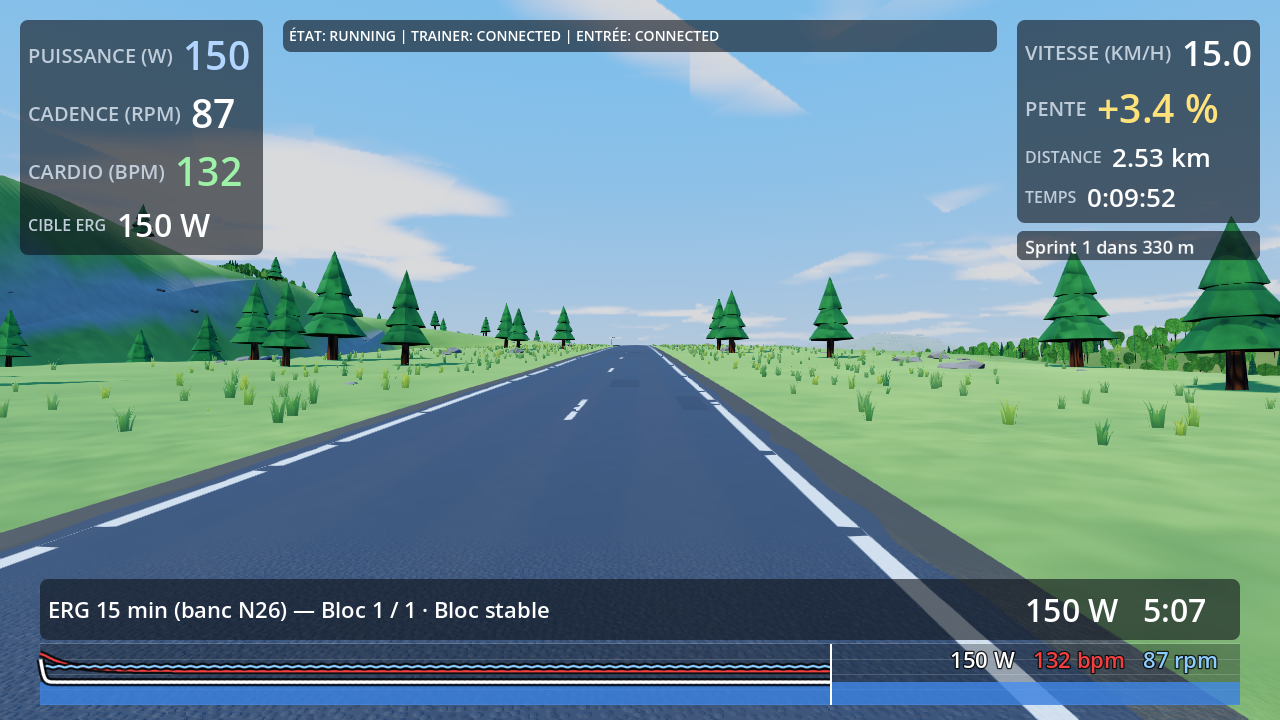 PUISSANCE (W) 150
CADENCE (RPM) 87
CARDIO (BPM) 132
CIBLE ERG 150 W
ÉTAT: RUNNING | TRAINER: CONNECTED | ENTRÉE: CONNECTED
VITESSE (KM/H) 15.0
PENTE +3.4 %
DISTANCE 2.53 km
TEMPS 0:09:52
Sprint 1 dans 330 m
ERG 15 min (banc N26) — Bloc 1 / 1 · Bloc stable 150 W 5:07
150 W 132 bpm 87 rpm